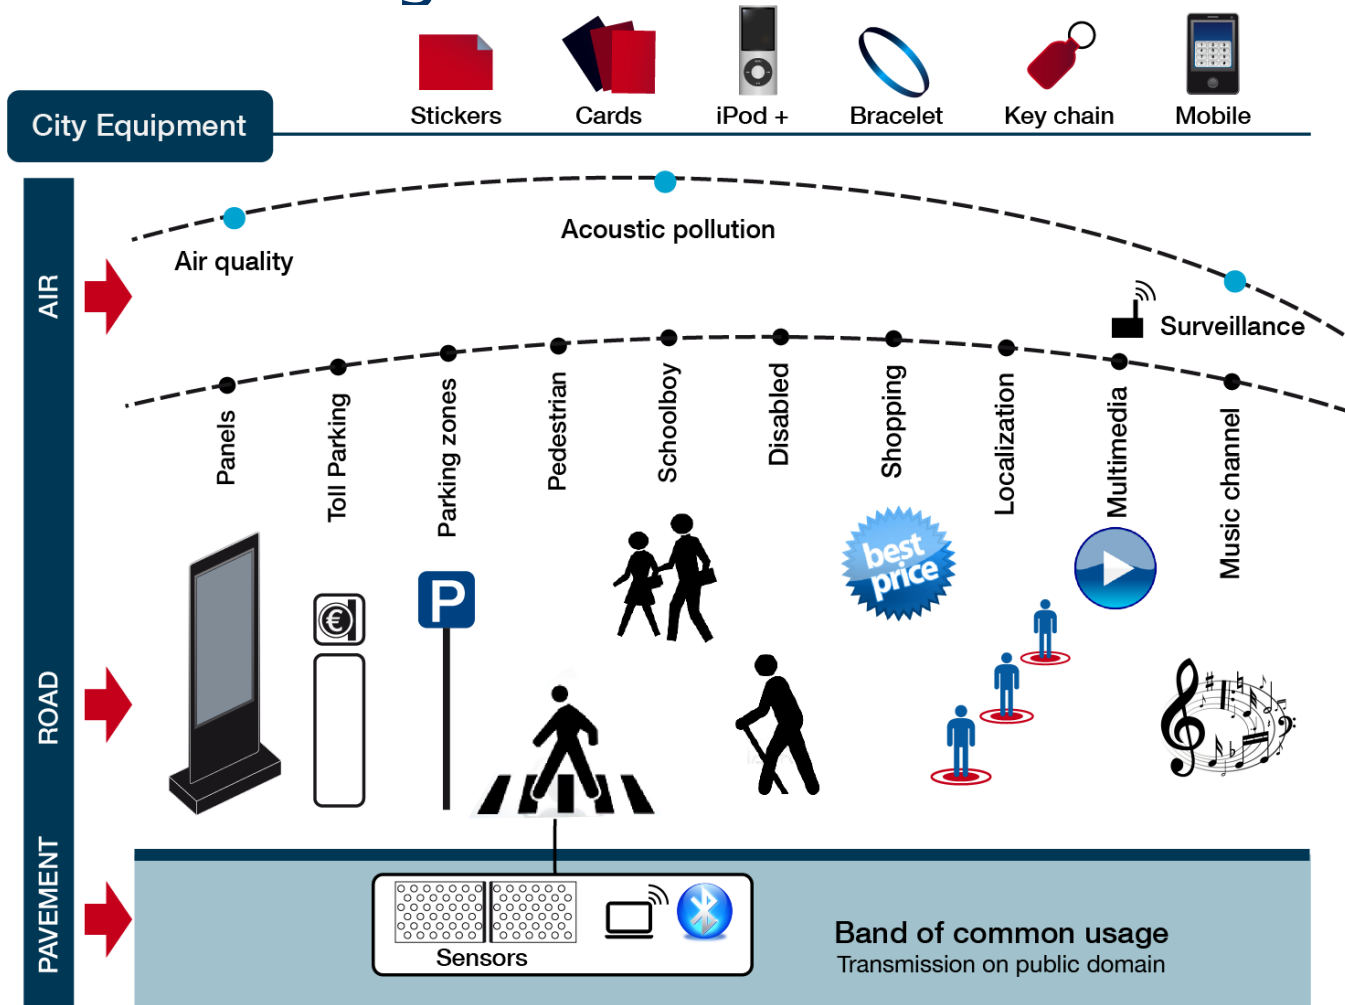 Stickers
Cards
iPod +
Bracelet
Key chain
Mobile
City Equipment
Air quality
Acoustic pollution
Surveillance
AIR
Panels
Toll Parking
Parking zones
Pedestrian
Schoolboy
Disabled
Shopping
Localization
Multimedia
Music channel
best
price
€
P
ROAD
PAVEMENT
Sensors
Band of common usage
Transmission on public domain